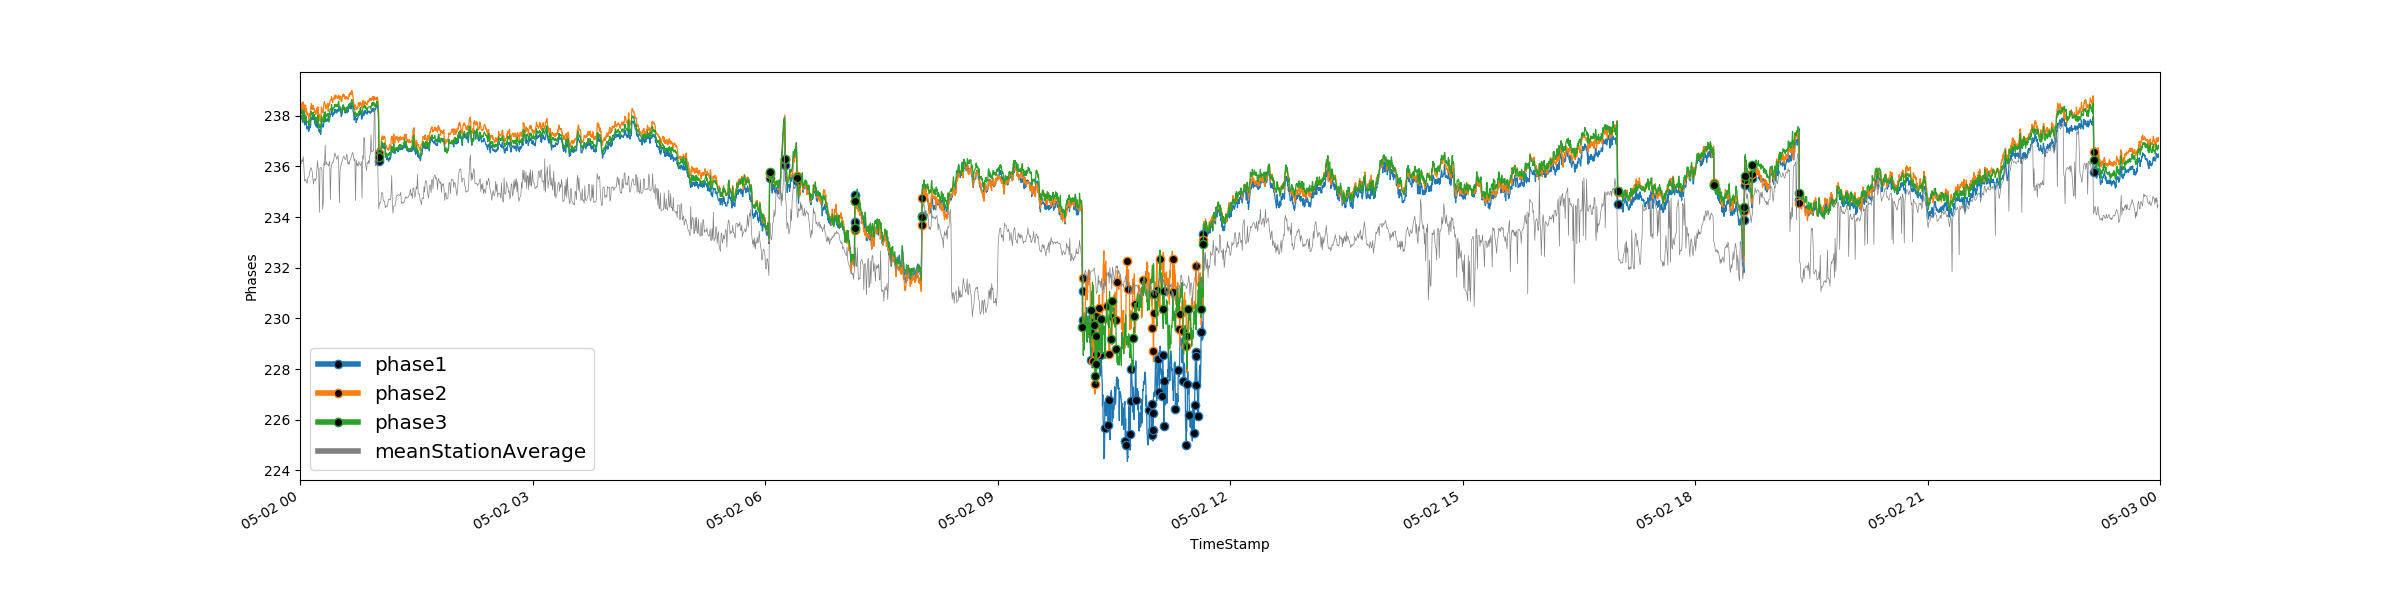 238
236
234
232
230
228
226
224
Phases
phase1
phase2
phase3
meanStationAverage
05-02 00
05-02 03
05-02 06
05-02 09
05-02 12
05-02 15
05-02 18
05-02 21
05-03 00
TimeStamp